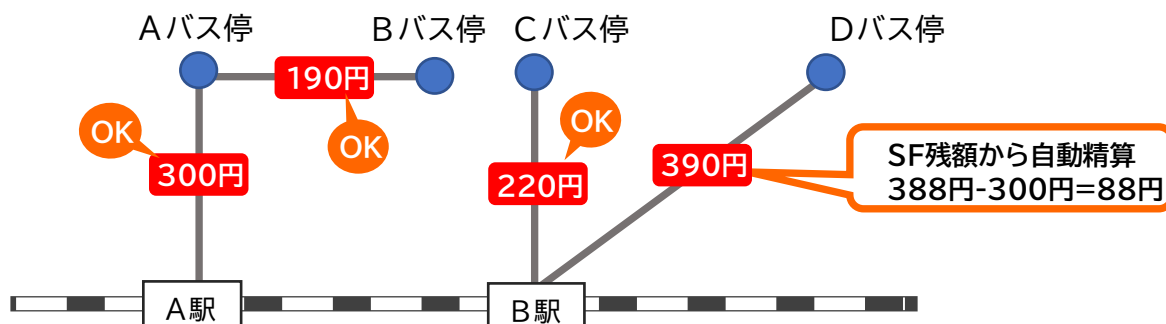 Aバス停
Bバス停
Cバス停
Dバス停
190円
OK
OK
OK
300円
220円
390円
SF残額から自動精算
388円-300円=88円
A駅
B駅